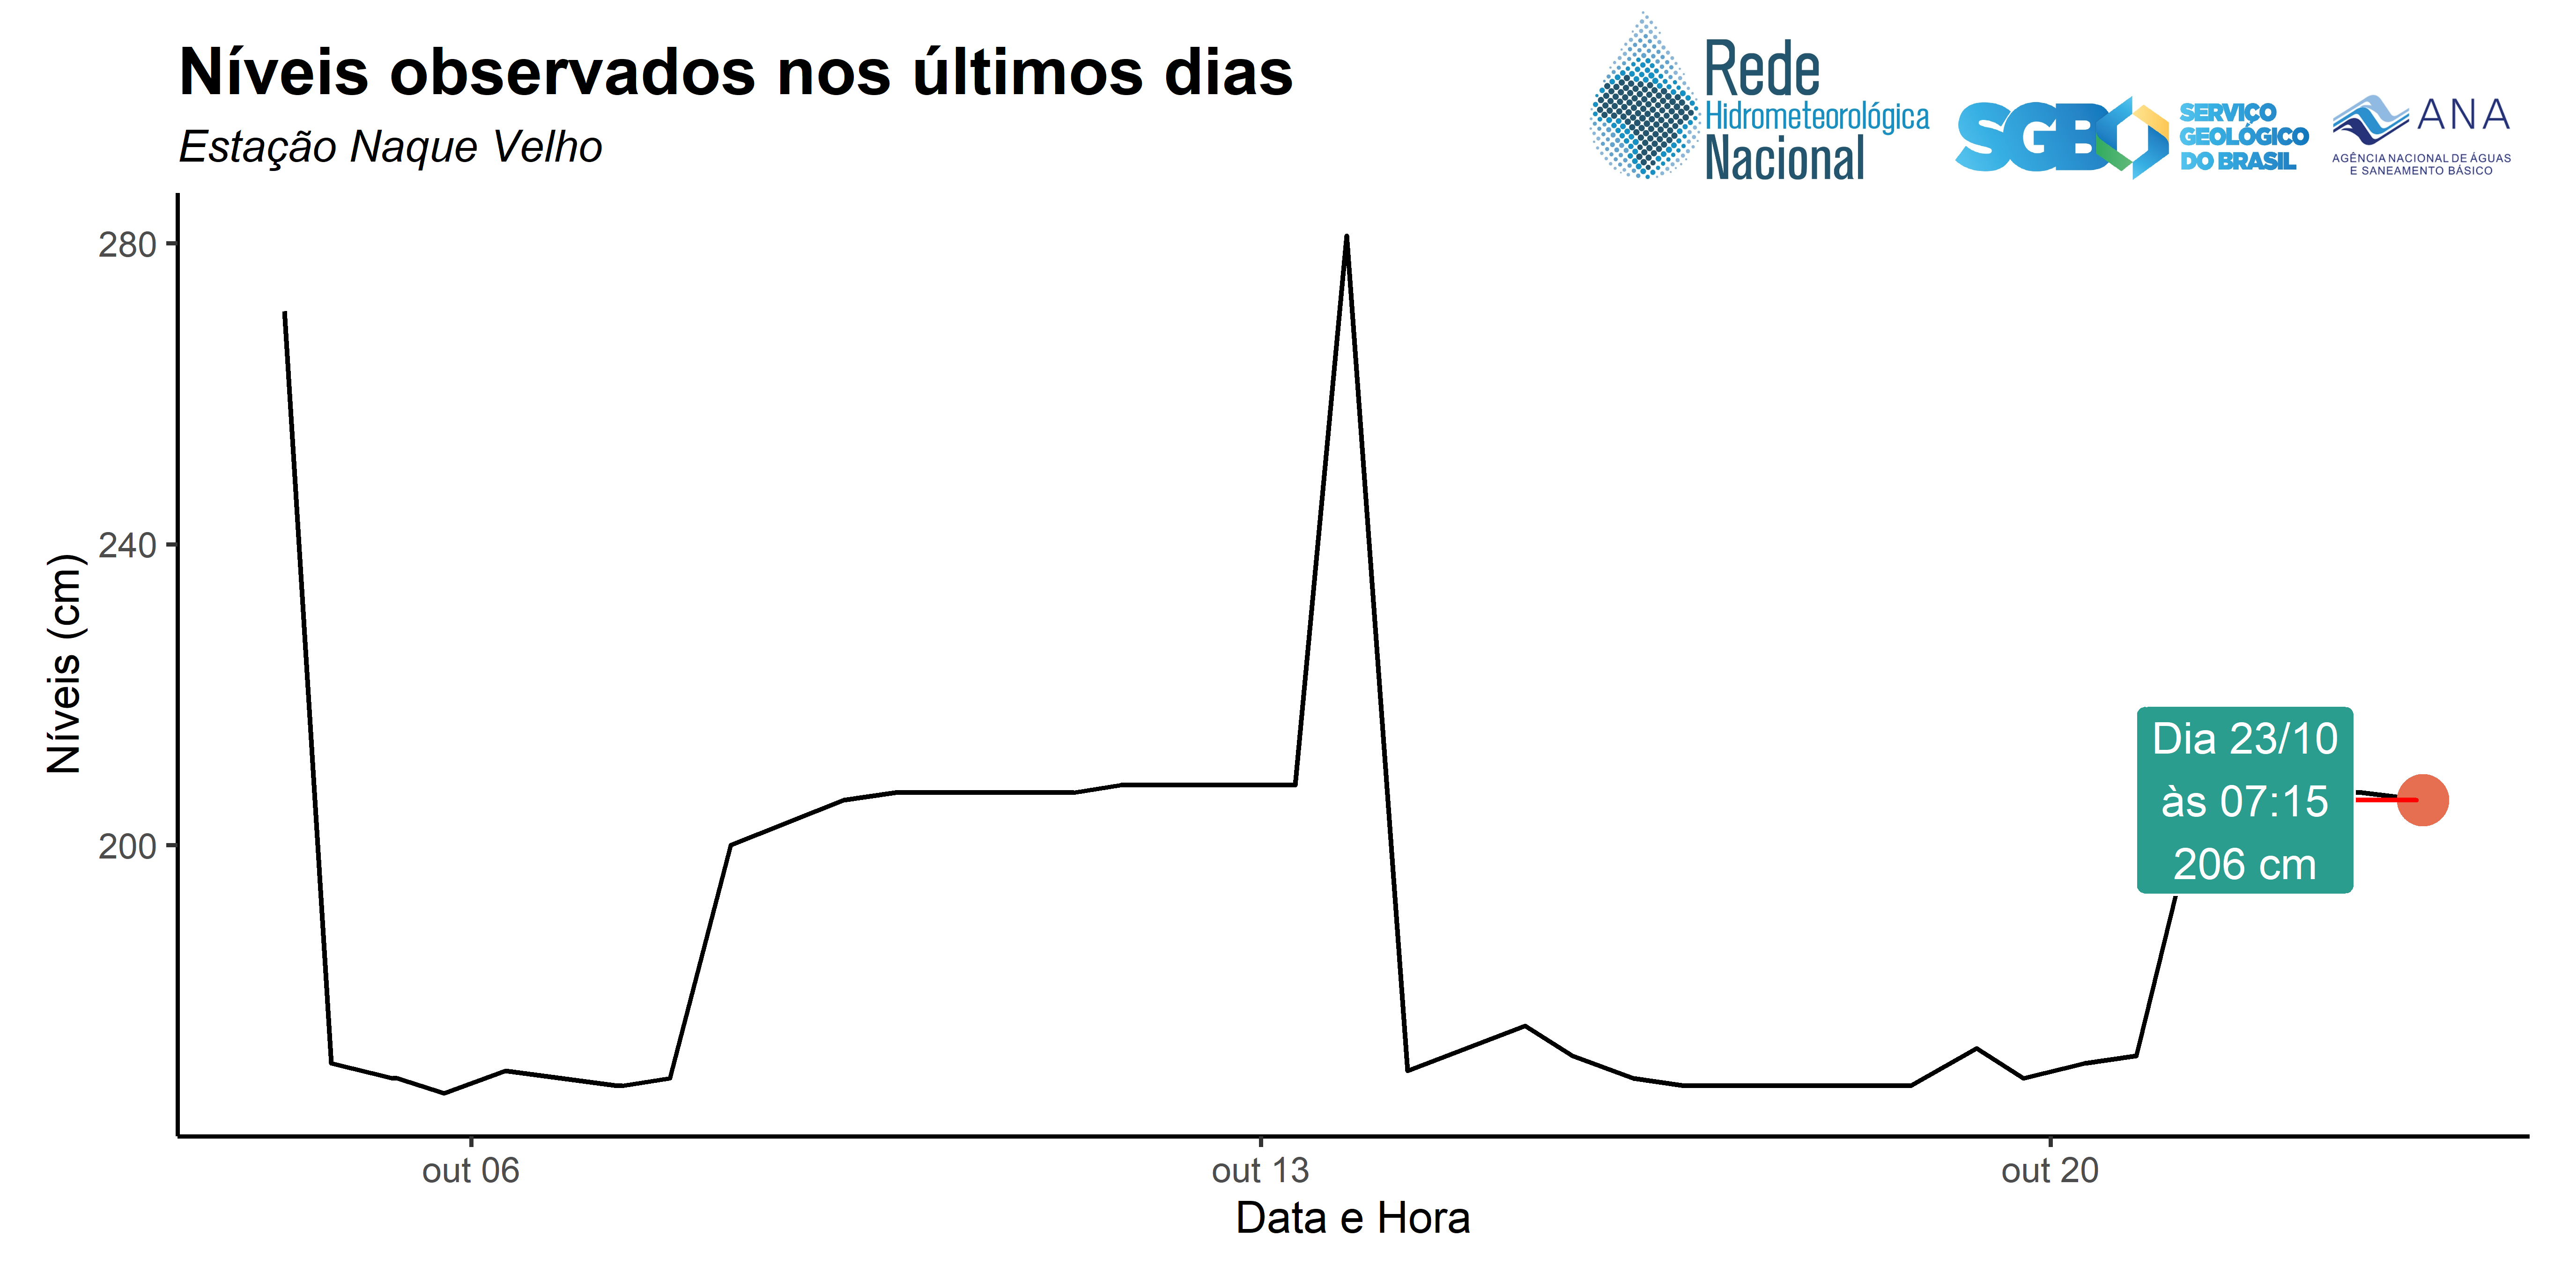 Níveis observados nos últimos dias
Estação Naque Velho
Rede
Hidrometeorológica
Nacional
SGB
SERVIÇO
GEOLÓGICO
DO BRASIL
ANA
AGÊNCIA NACIONAL DE ÁGUAS
E SANEAMENTO BÁSICO
280
240
200
Níveis (cm)
Dia 23/10
às 07:15
206 cm
out 06
out 13
out 20
Data e Hora